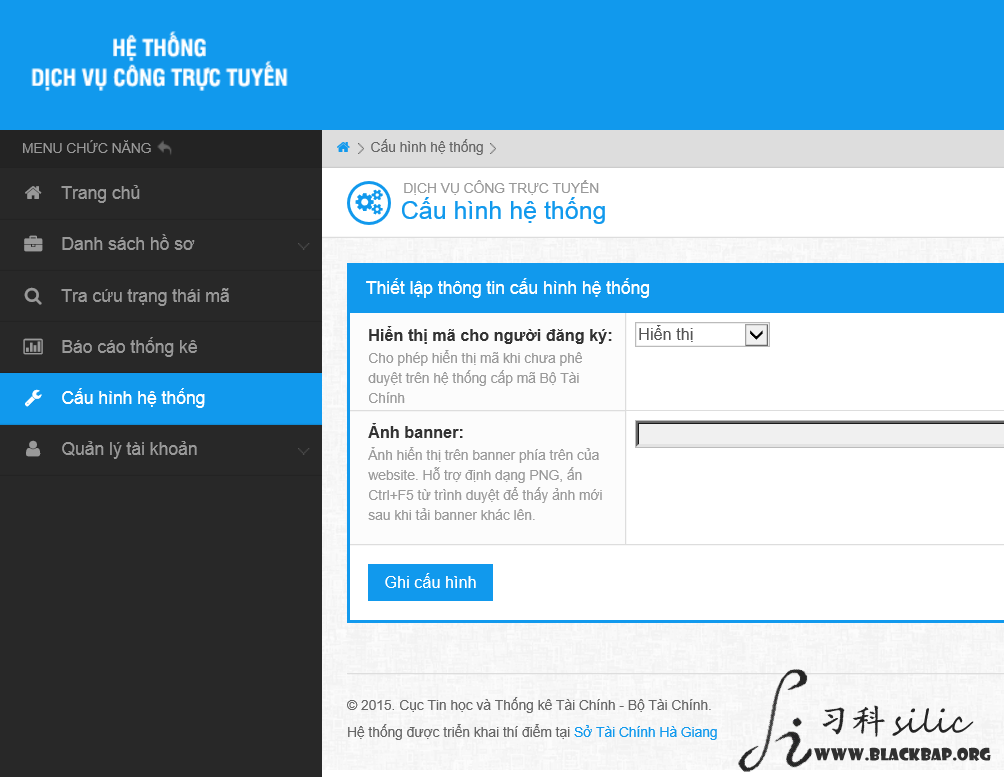 HỆ THỐNG
DỊCH VỤ CÔNG TRỰC TUYẾN
MENU CHỨC NĂNG
Cấu hình hệ thống
Trang chủ
DỊCH VỤ CÔNG TRỰC TUYẾN
Cấu hình hệ thống
Danh sách hồ sơ
Tra cứu trạng thái mã
Báo cáo thống kê
Cấu hình hệ thống
Quản lý tài khoản
Thiết lập thông tin cấu hình hệ thống
Hiển thị mã cho người đăng ký:
Hiển thị
Cho phép hiển thị mã khi chưa phê
duyệt trên hệ thống cấp mã Bộ Tài
Chính
Ảnh banner:
Ảnh hiển thị trên banner phía trên của
website. Hỗ trợ định dạng PNG, ấn
Ctrl+F5 từ trình duyệt để thấy ảnh mới
sau khi tải banner khác lên.
Ghi cấu hình
© 2015. Cục Tin học và Thống kê Tài Chính - Bộ Tài Chính.
Hệ thống được triển khai thí điểm tại Sở Tài Chính Hà Giang
习科 silic
WWW.BLACKBAP.ORG